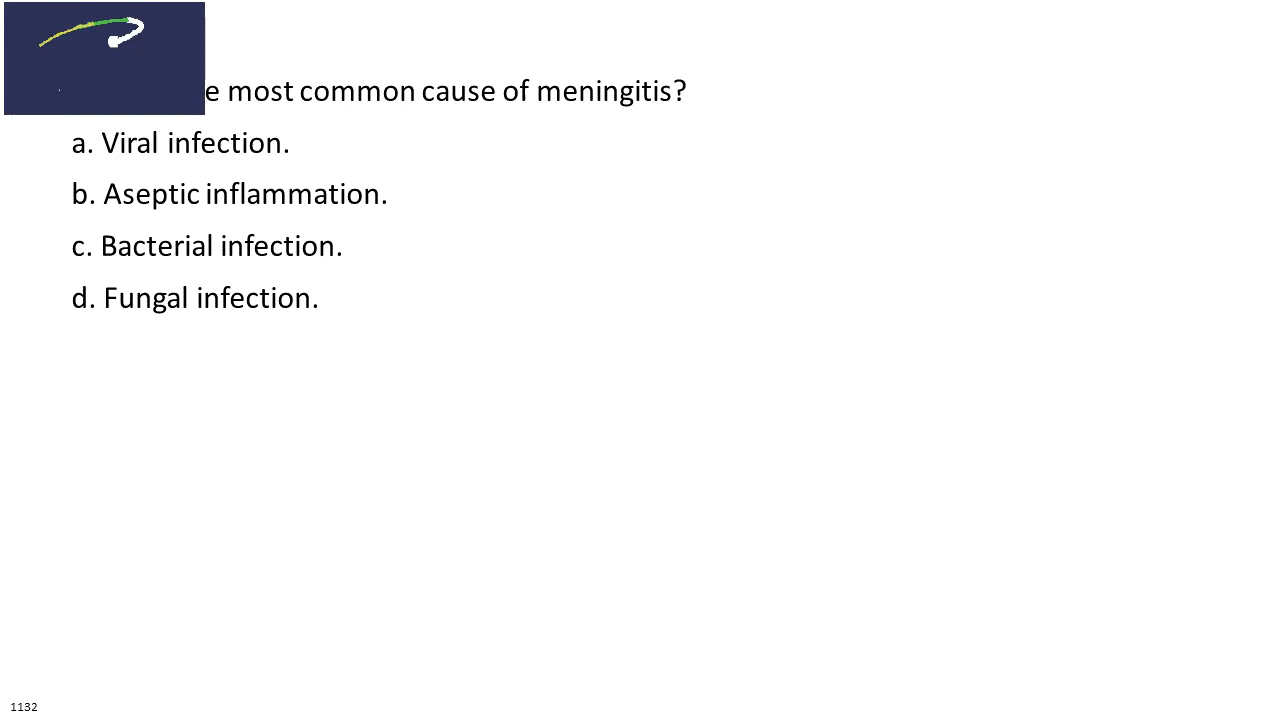 e most common cause of meningitis?
a. Viral infection.
b. Aseptic inflammation.
c. Bacterial infection.
d. Fungal infection.
1132